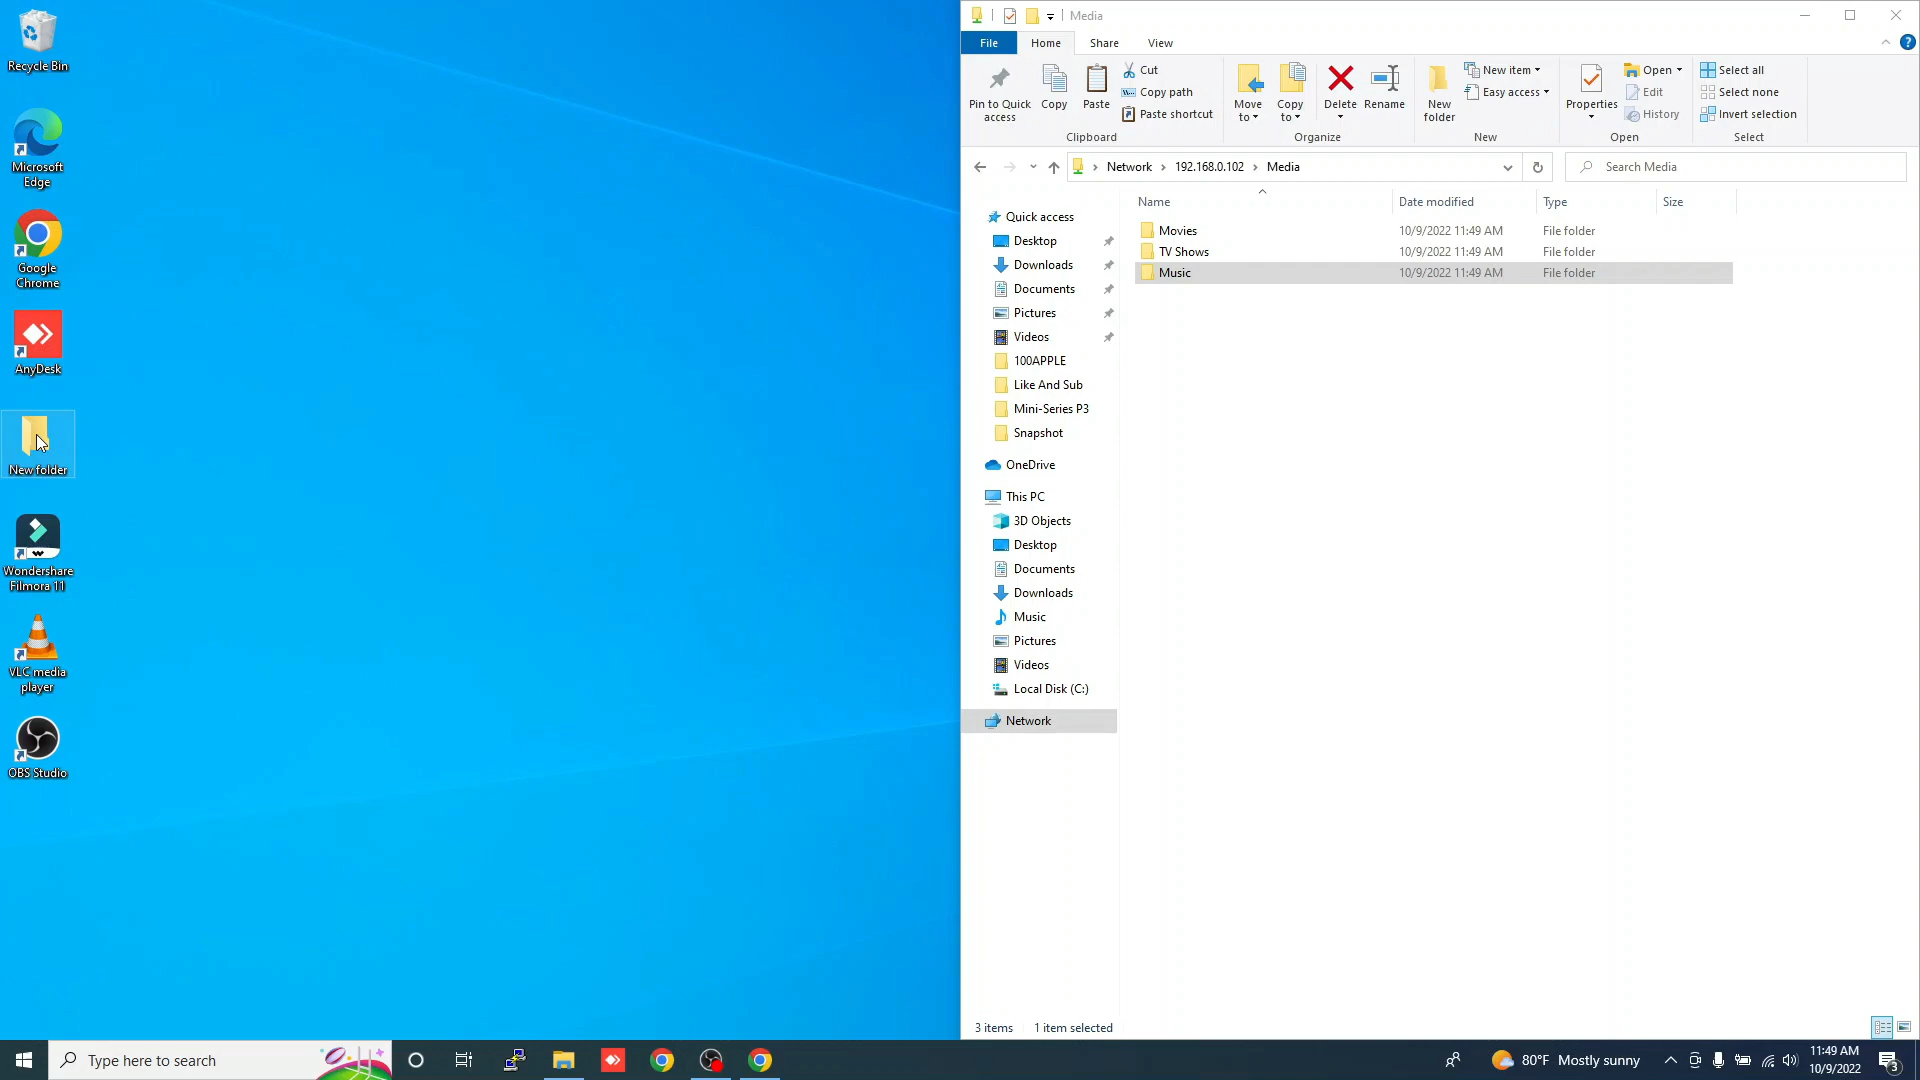 Recycle Bin
Microsoft
Edge
Google
Chrome
AnyDesk
New folder
Wondershare
Filmora 11
VLC media
player
OBS Studio
Media
File Home Share View
Pin to Quick
access
Copy
Paste
Cut
Copy path
Paste shortcut
Clipboard
Move
to
Copy
to
Delete
Rename
Organize
New
folder
New item
Easy access
New
Properties
Open
Edit
History
Open
Select all
Select none
Invert selection
Select
Network 192.168.0.102 Media
Search Media
Quick access
Desktop
Downloads
Documents
Pictures
Videos
100APPLE
Like And Sub
Mini-Series P3
Snapshot
OneDrive
This PC
3D Objects
Desktop
Documents
Downloads
Music
Pictures
Videos
Local Disk (C:)
Network
Name Date modified Type Size
Movies 10/9/2022 11:49 AM File folder
TV Shows 10/9/2022 11:49 AM File folder
Music 10/9/2022 11:49 AM File folder
3 items 1 item selected
Type here to search
80°F Mostly sunny
11:49 AM
10/9/2022
3